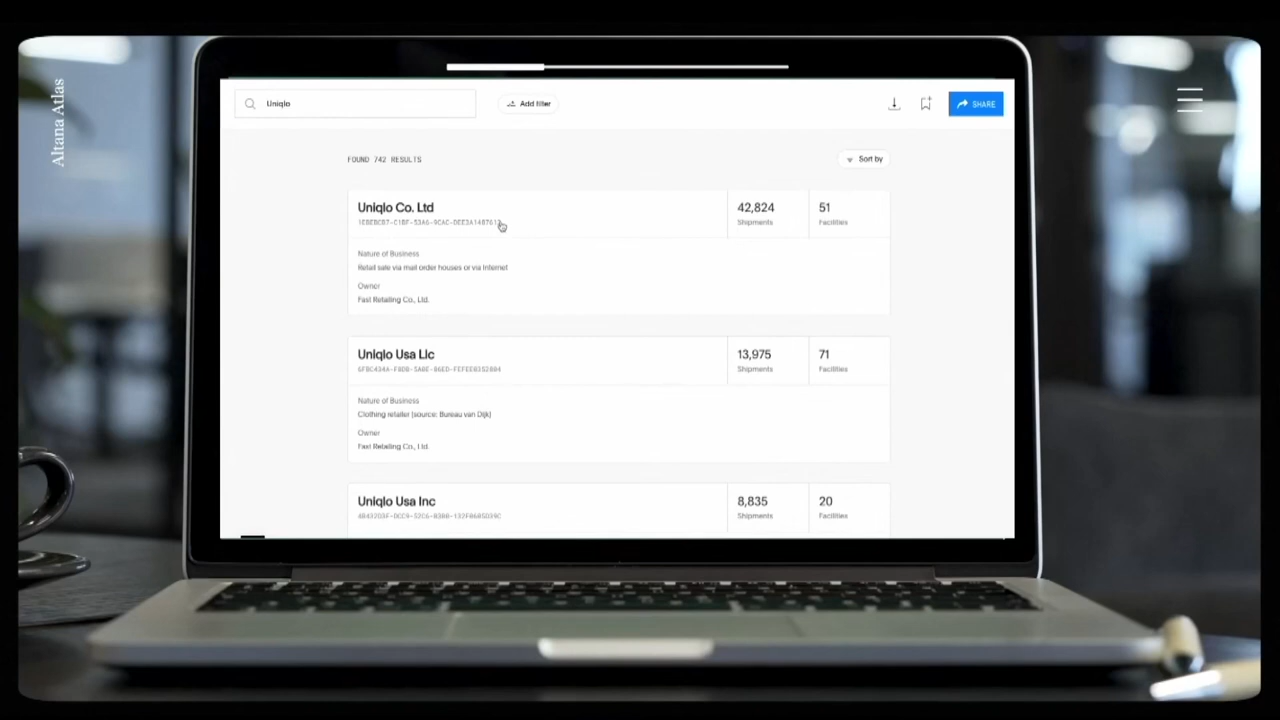 Altana Atlas
Uniqlo
Add filter
SHARE
FOUND 742 RESULTS
Sort by
Uniqlo Co. Ltd
42,824
51
Shipments
Facilities
Nature of Business
Retail sale via mail order houses or via Internet
Owner
Fast Retailing Co., Ltd.
Uniqlo Usa Llc
13,975
71
Shipments
Facilities
Nature of Business
Clothing retailer (source: Bureau van Dijk)
Owner
Fast Retailing Co., Ltd.
Uniqlo Usa Inc
8,835
20
Shipments
Facilities